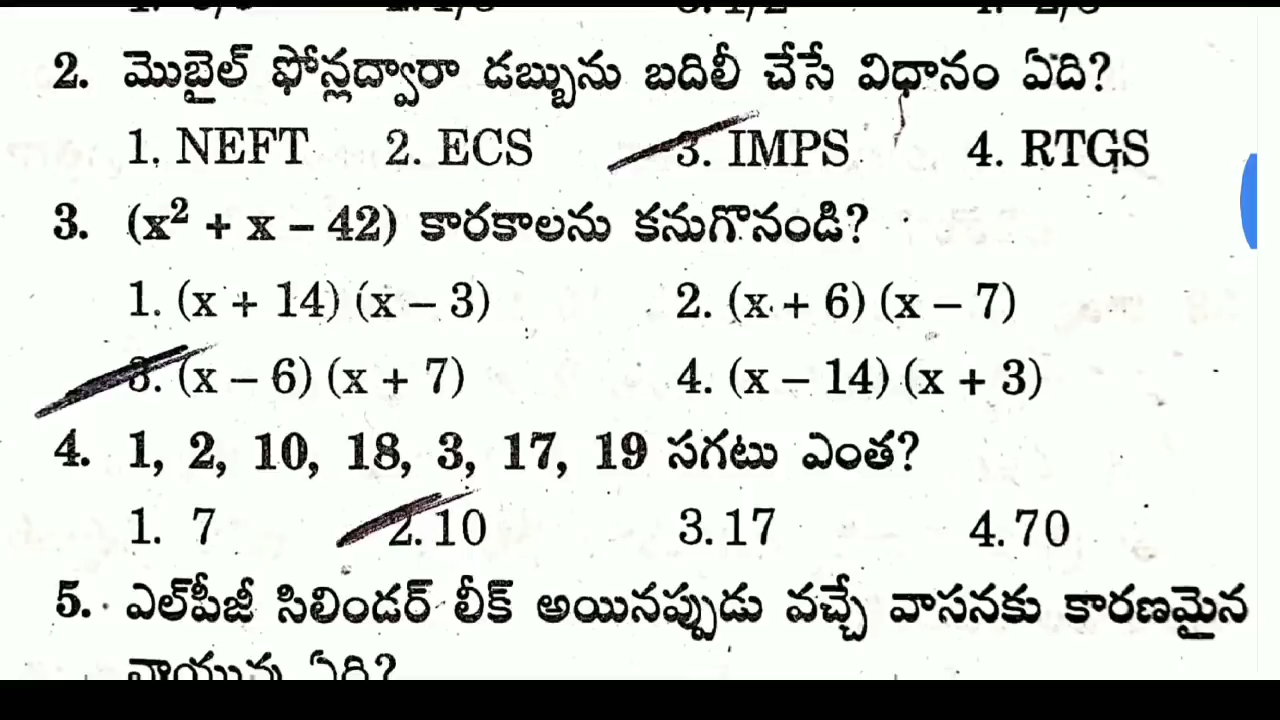 2. మొబైల్ ఫోన్లద్వారా డబ్బును బదిలీ చేసే విధానం ఏది?
1. NEFT 2. ECS 3. IMPS 4. RTGS
3. (x² + x – 42) కారకాలను కనుగొనండి?
1. (x + 14) (x – 3) 2. (x + 6) (x – 7)
3. (x – 6) (x + 7) 4. (x – 14) (x + 3)
4. 1, 2, 10, 18, 3, 17, 19 సగటు ఎంత?
1. 7 2. 10 3. 17 4. 70
5. ఎల్‌పీజీ సిలిండర్ లీక్ అయినప్పుడు వచ్చే వాసనకు కారణమైన
వాయువు ఏది?